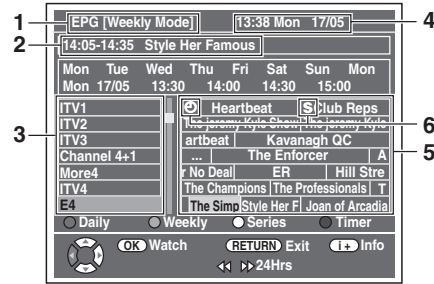 1 EPG [Weekly Mode] 13:38 Mon 17/05 4
2 14:05-14:35 Style Her Famous
Mon Tue Wed Thu Fri Sat Sun Mon
Mon 17/05 13:30 14:00 14:30 15:00
ITV1 Heartbeat S Club Reps
ITV2 The jeremy Kyle Show The jeremy Kyle 6
3 ITV3 artbeat Kavanagh QC 5
Channel 4+1 ... The Enforcer A
More4 r No Deal ER Hill Stre
ITV4 The Champions The Professionals T
E4 The Simp Style Her F Joan of Arcadia
Daily Weekly Series Timer
OK Watch RETURN Exit i+ Info
24Hrs